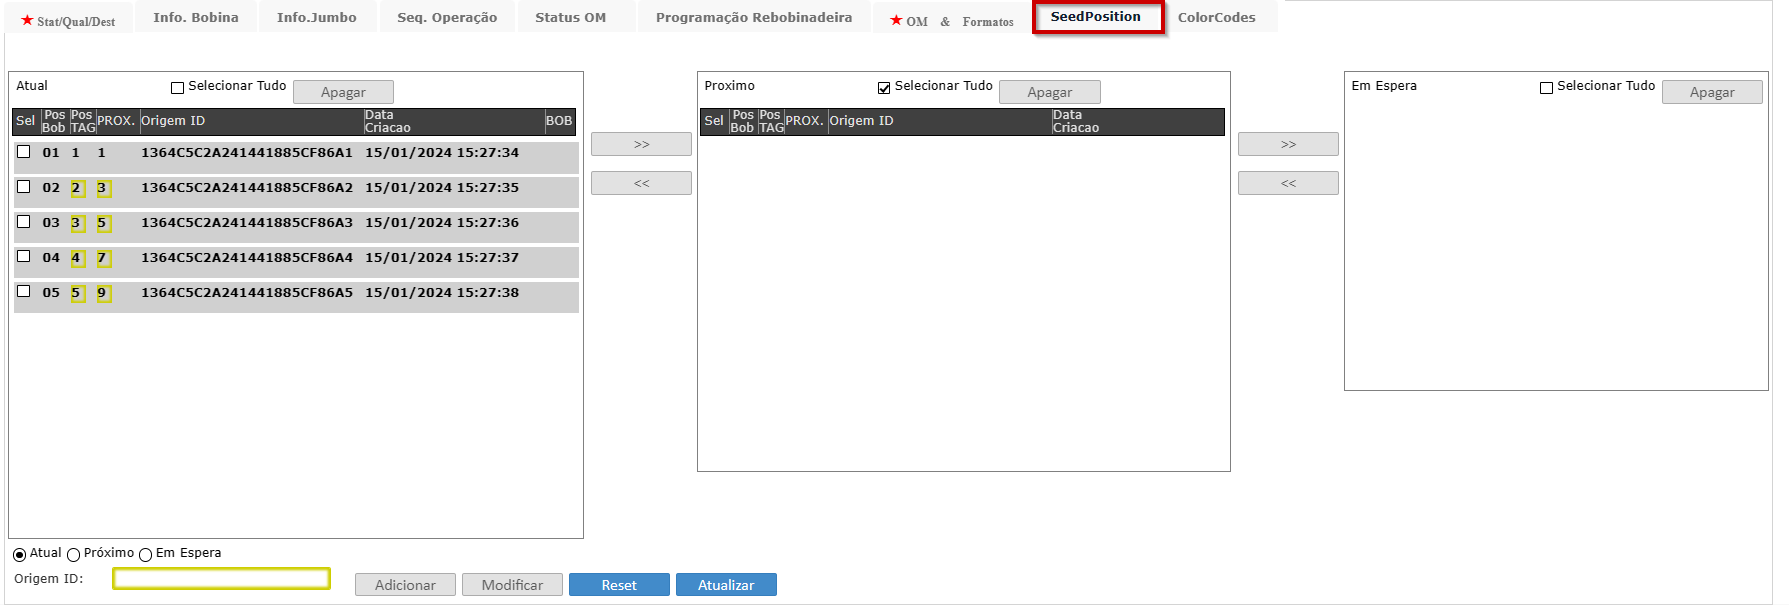 ★ Stat/Qual/Dest Info. Bobina Info.Jumbo Seq. Operação Status OM Programação Rebobinadeira ★ OM & Formatos SeedPosition ColorCodes
Atual Selecionar Tudo Apagar
Sel Pos Bob Pos TAG PROX. Origem ID Data Criacao BOB
01 1 1 1364C5C2A241441885CF86A1 15/01/2024 15:27:34
02 2 3 1364C5C2A241441885CF86A2 15/01/2024 15:27:35
03 3 5 1364C5C2A241441885CF86A3 15/01/2024 15:27:36
04 4 7 1364C5C2A241441885CF86A4 15/01/2024 15:27:37
05 5 9 1364C5C2A241441885CF86A5 15/01/2024 15:27:38
>>
<<
Proximo Selecionar Tudo Apagar
Sel Pos Bob Pos TAG PROX. Origem ID Data Criacao
>>
<<
Em Espera Selecionar Tudo Apagar
Atual Próximo Em Espera
Origem ID: Adicionar Modificar Reset Atualizar